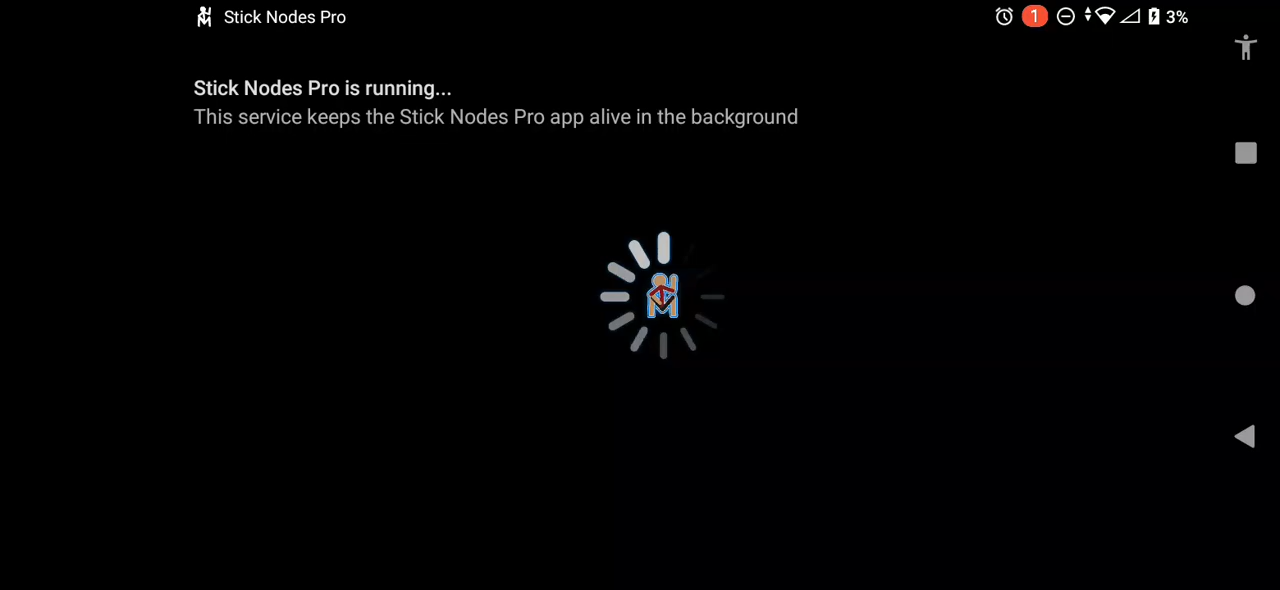 Stick Nodes Pro
1
3%
Stick Nodes Pro is running...
This service keeps the Stick Nodes Pro app alive in the background